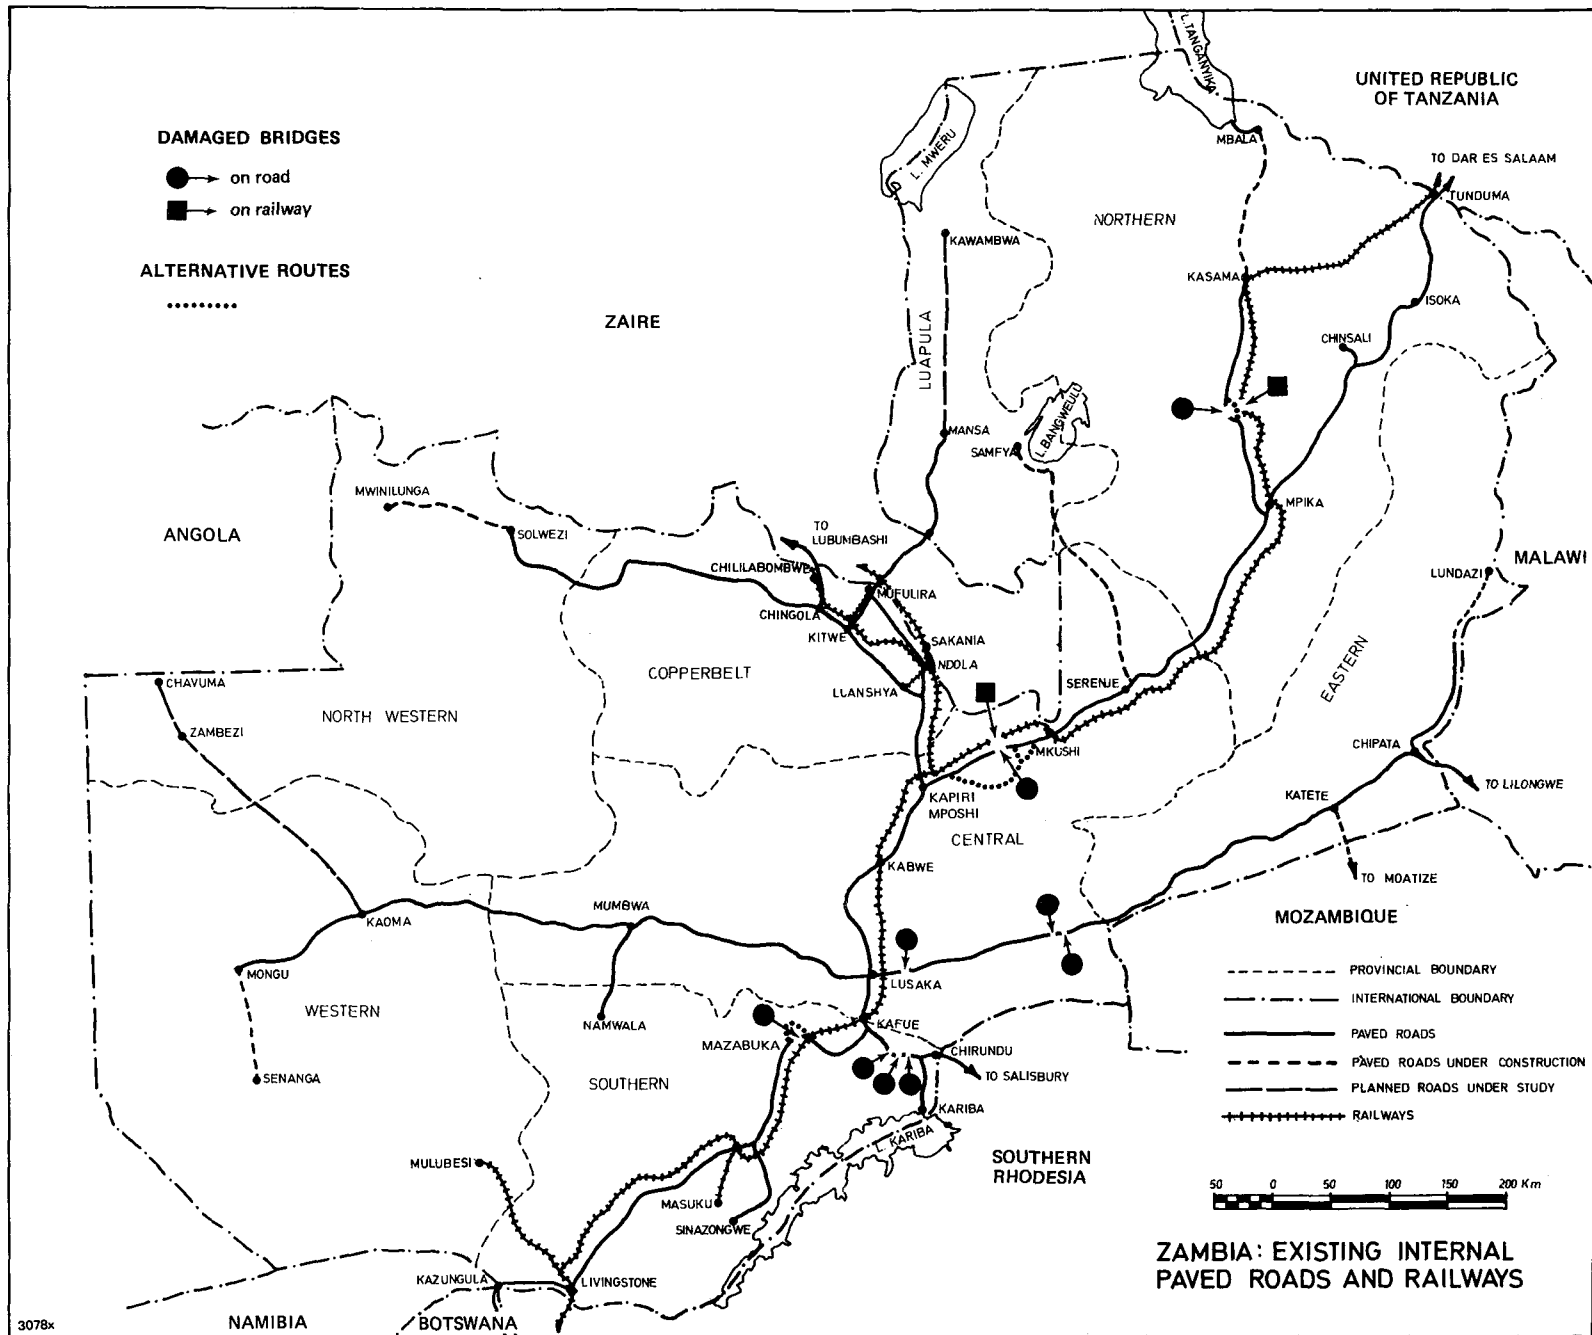 L. TANGANYIKA
UNITED REPUBLIC
OF TANZANIA
DAMAGED BRIDGES
on road
on railway
ALTERNATIVE ROUTES
L. MWERU
MBALA
TO DAR ES SALAAM
TUNDUMA
NORTHERN
KAWAMBWA
KASAMA
ISOKA
ZAIRE
LUAPULA
CHINSALI
MANSA
SAMFYA
L. BANGWEULU
MWINILUNGA
MPIKA
ANGOLA
SOLWEZI
TO
LUBUMBASHI
CHILILABOMBWE
MALAWI
LUNDAZI
MUFULIRA
CHINGOLA
KITWE
SAKANIA
NDOLA
COPPERBELT
LUANSHYA
SERENJE
EASTERN
CHAVUMA
NORTH WESTERN
ZAMBEZI
MKUSHI
CHIPATA
TO LILONGWE
KAPIRI
MPOSHI
KATETE
CENTRAL
KABWE
TO MOATIZE
MUMBWA
KAOMA
MOZAMBIQUE
MONGU
LUSAKA
PROVINCIAL BOUNDARY
WESTERN
INTERNATIONAL BOUNDARY
NAMWALA
KAFUE
PAVED ROADS
MAZABUKA
CHIRUNDU
PAVED ROADS UNDER CONSTRUCTION
TO SALISBURY
SENANGA
SOUTHERN
PLANNED ROADS UNDER STUDY
KARIBA
RAILWAYS
L. KARIBA
MULUBESI
SOUTHERN
RHODESIA
MASUKU
SINAZONGWE
50 0 50 100 150 200 Km
ZAMBIA: EXISTING INTERNAL
PAVED ROADS AND RAILWAYS
KAZUNGULA
LIVINGSTONE
3078x
NAMIBIA
BOTSWANA